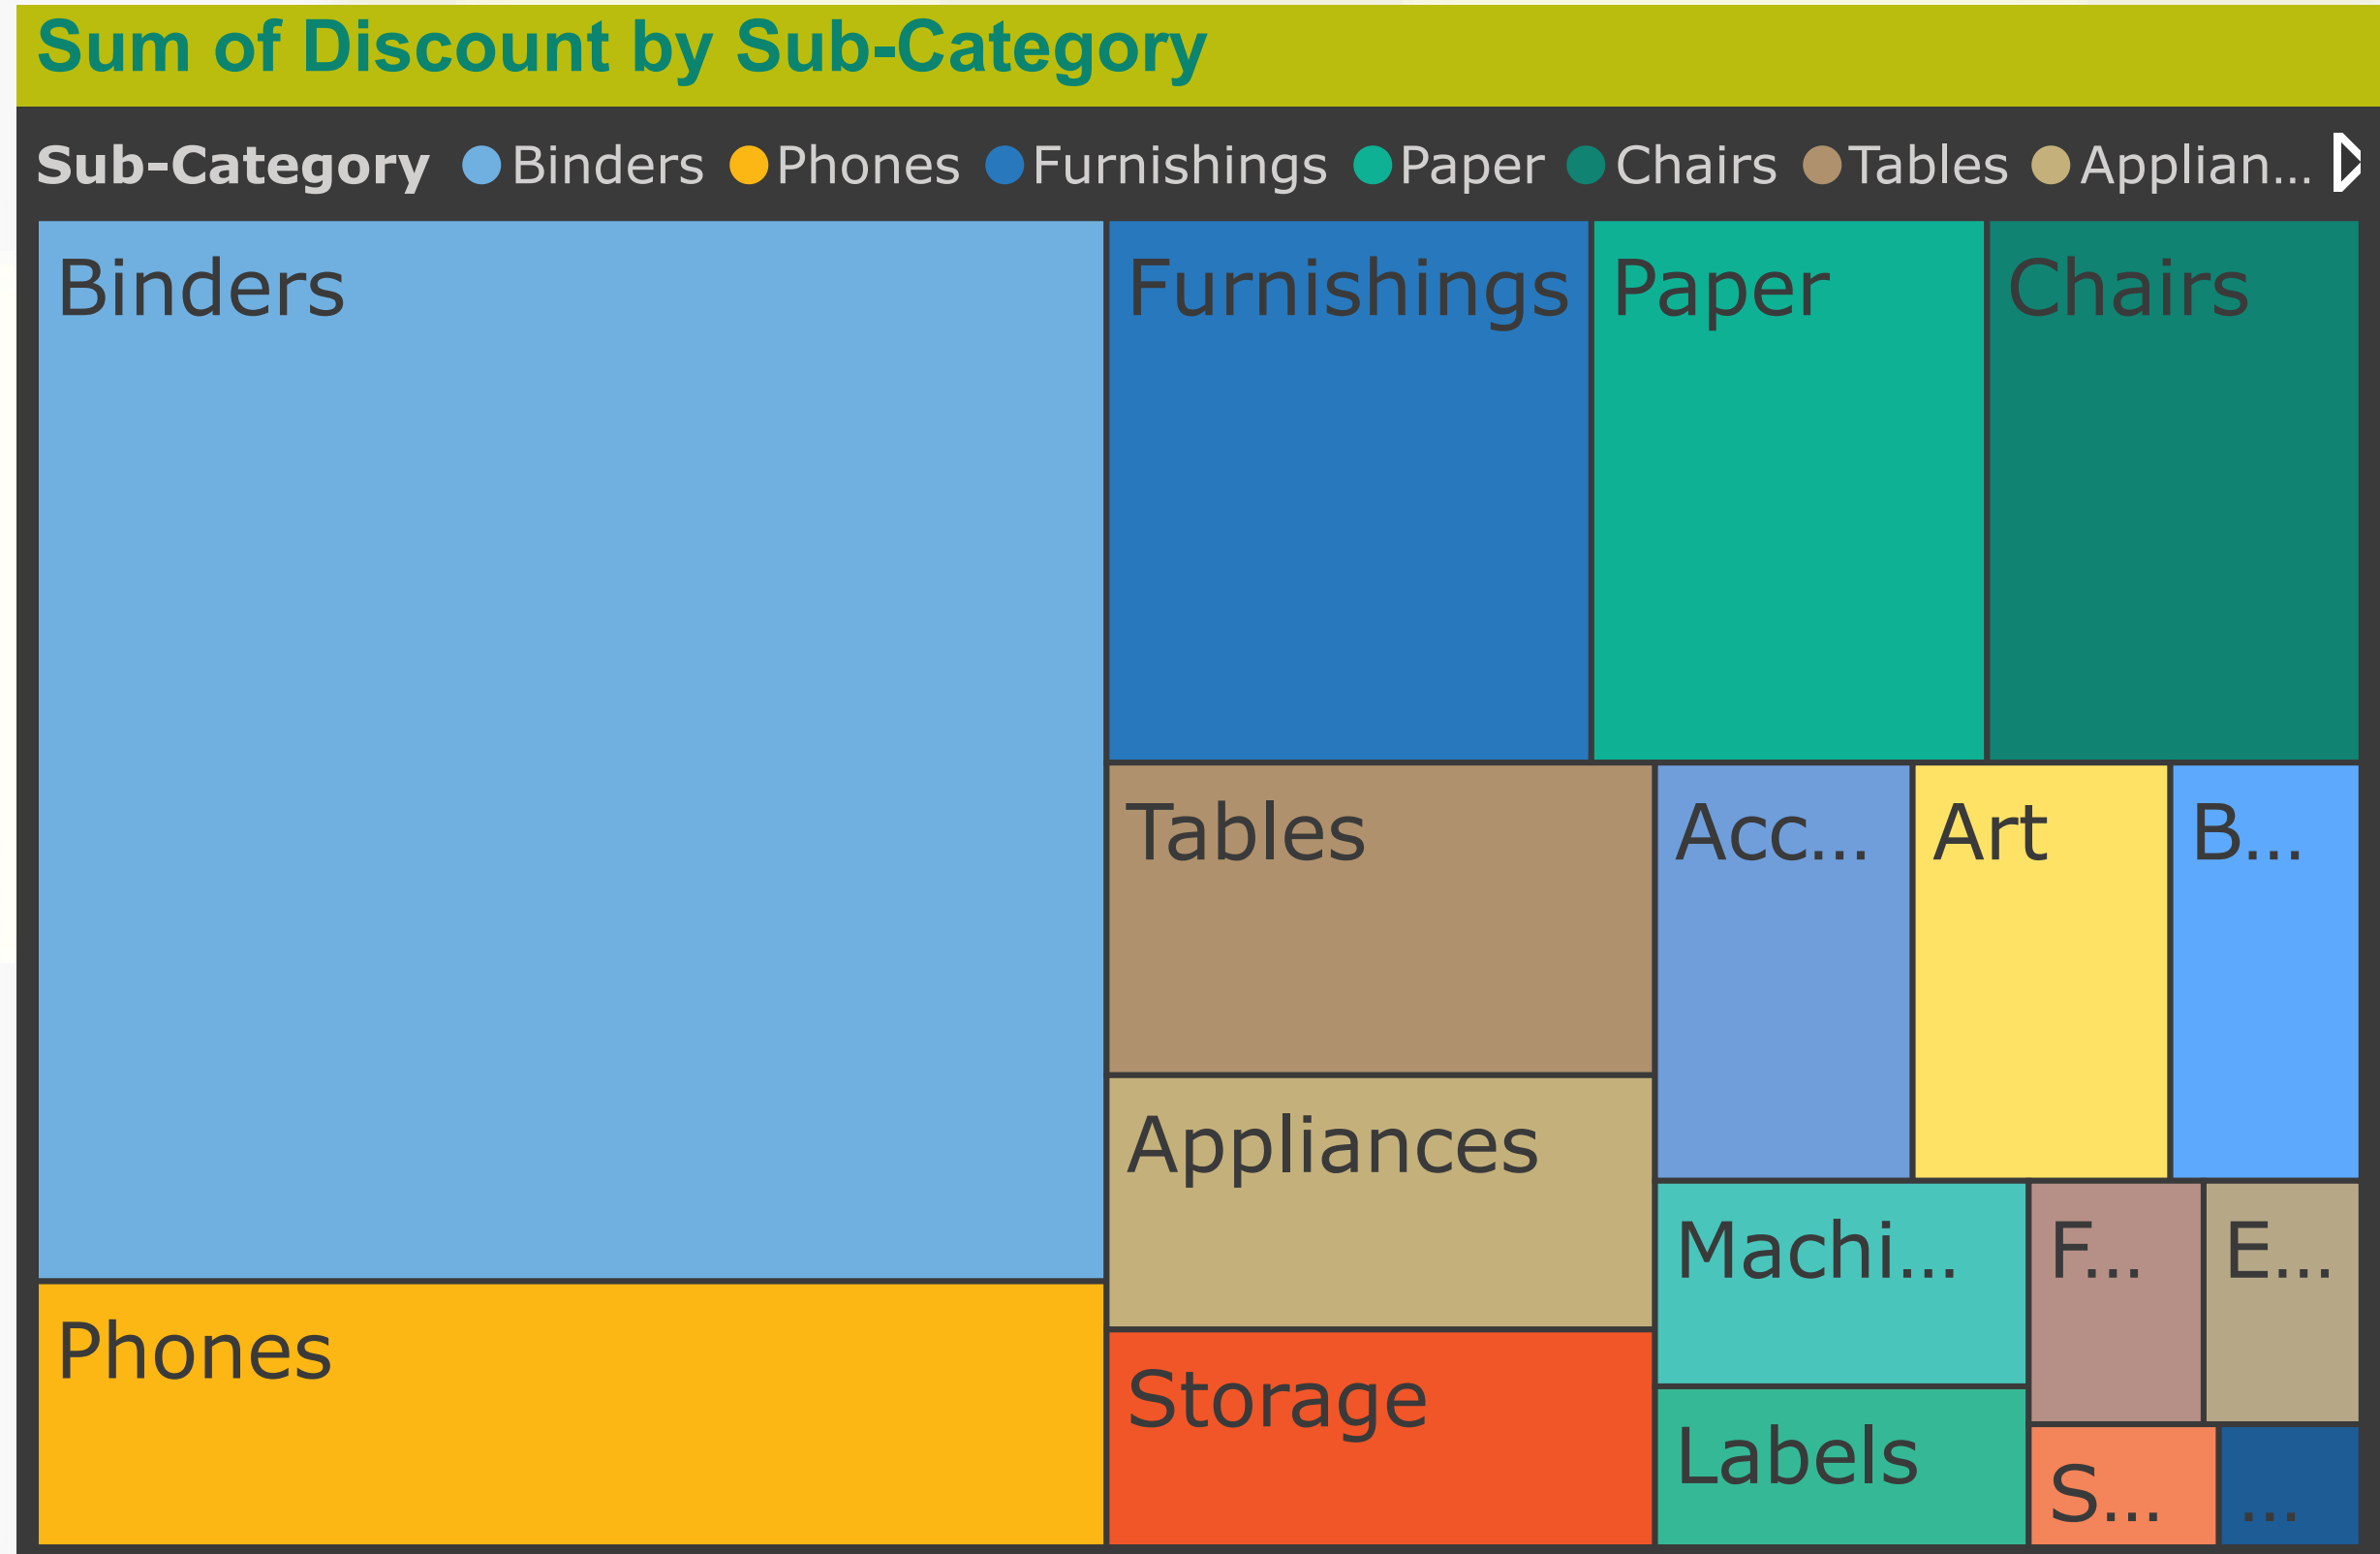 Sum of Discount by Sub-Category
Sub-Category Binders Phones Furnishings Paper Chairs Tables Applian...
Binders
Furnishings
Paper
Chairs
Tables
Acc...
Art
B...
Appliances
Machi...
F...
E...
Phones
Storage
Labels
S...
...